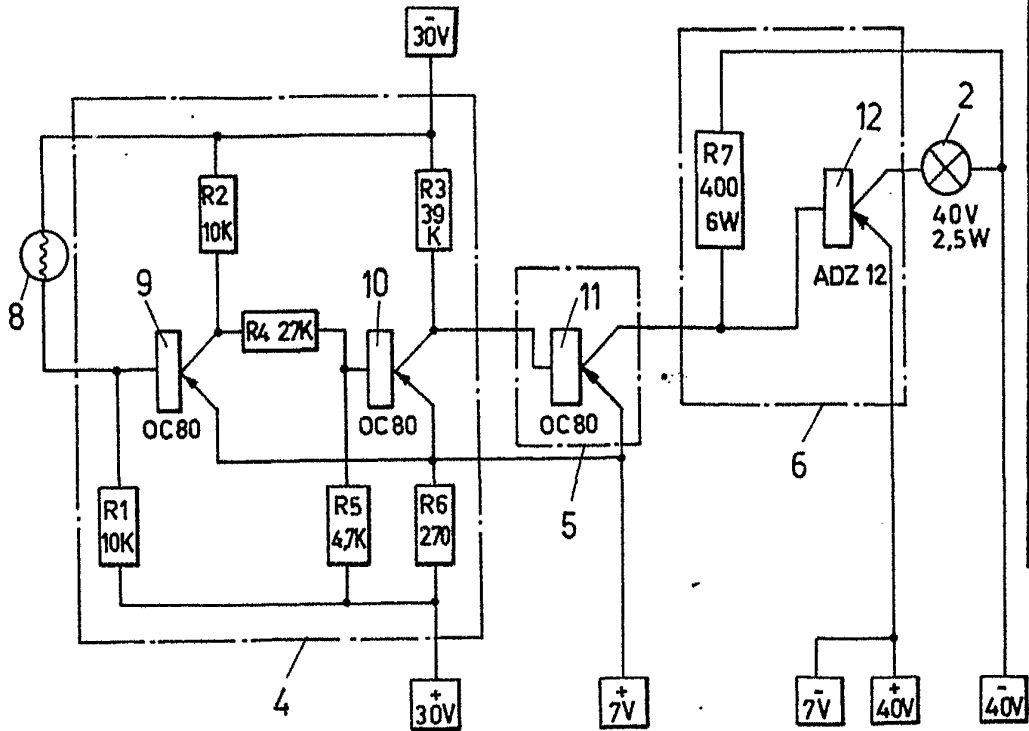 -
30V
12
2
R7
400
6W
R2
10K
R3
39
K
40V
2,5W
ADZ 12
8
9
10
11
R4 27K
OC80
OC80
OC80
6
5
R1
10K
R5
4,7K
R6
270
4
+
30V
+
7V
-
7V
+
40V
-
40V